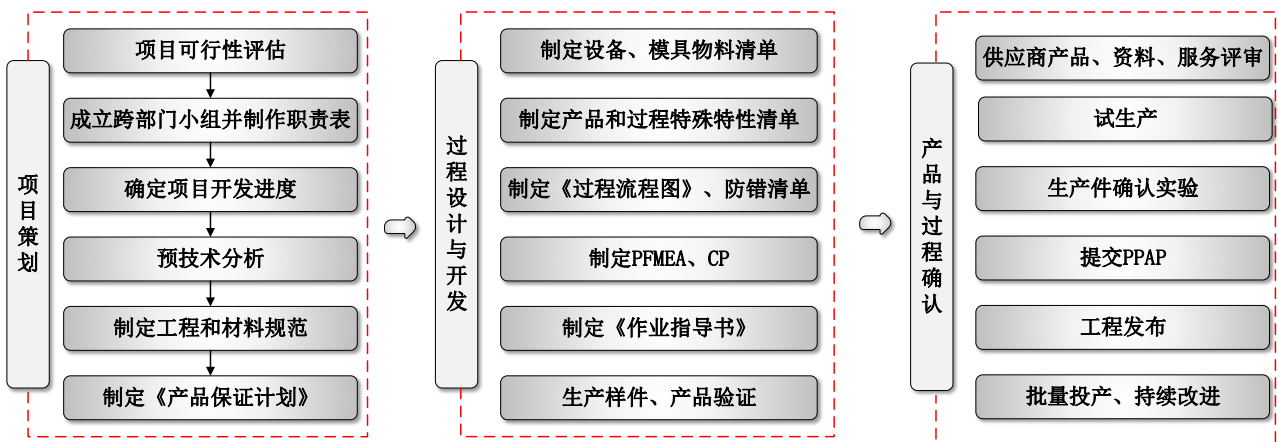 项目策划
项目可行性评估
成立跨部门小组并制作职责表
确定项目开发进度
预技术分析
制定工程和材料规范
制定《产品保证计划》
过程设计与开发
制定设备、模具物料清单
制定产品和过程特殊特性清单
制定《过程流程图》、防错清单
制定PFMEA、CP
制定《作业指导书》
生产样件、产品验证
产品与过程确认
供应商产品、资料、服务评审
试生产
生产件确认实验
提交PPAP
工程发布
批量投产、持续改进